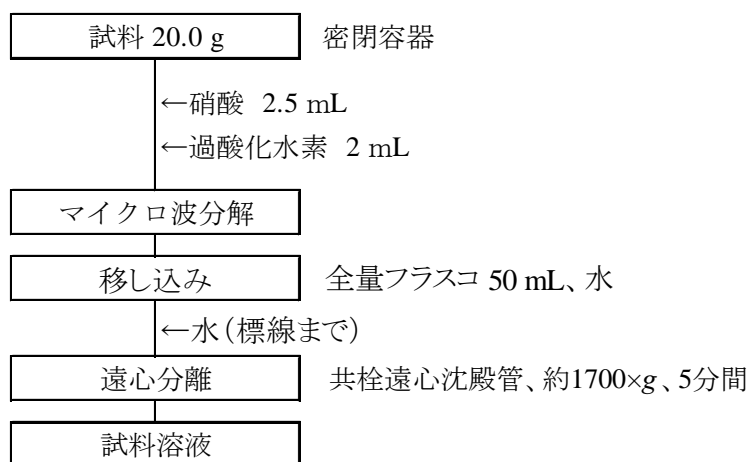 試料 20.0 g 密閉容器
←硝酸 2.5 mL
←過酸化水素 2 mL
マイクロ波分解
移し込み 全量フラスコ 50 mL、水
←水(標線まで)
遠心分離 共栓遠心沈殿管、約1700×g、5分間
試料溶液